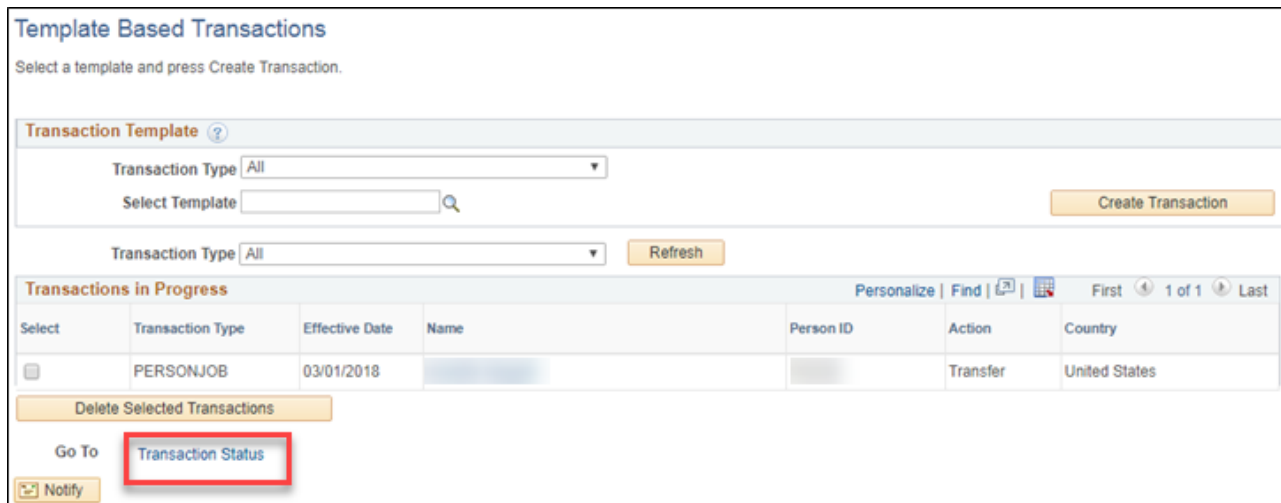 Template Based Transactions
Select a template and press Create Transaction.
Transaction Template ?
Transaction Type All
Select Template Create Transaction
Transaction Type All Refresh
Transactions in Progress Personalize | Find | | First 1 of 1 Last
Select Transaction Type Effective Date Name Person ID Action Country
PERSONJOB 03/01/2018 Transfer United States
Delete Selected Transactions
Go To Transaction Status
Notify